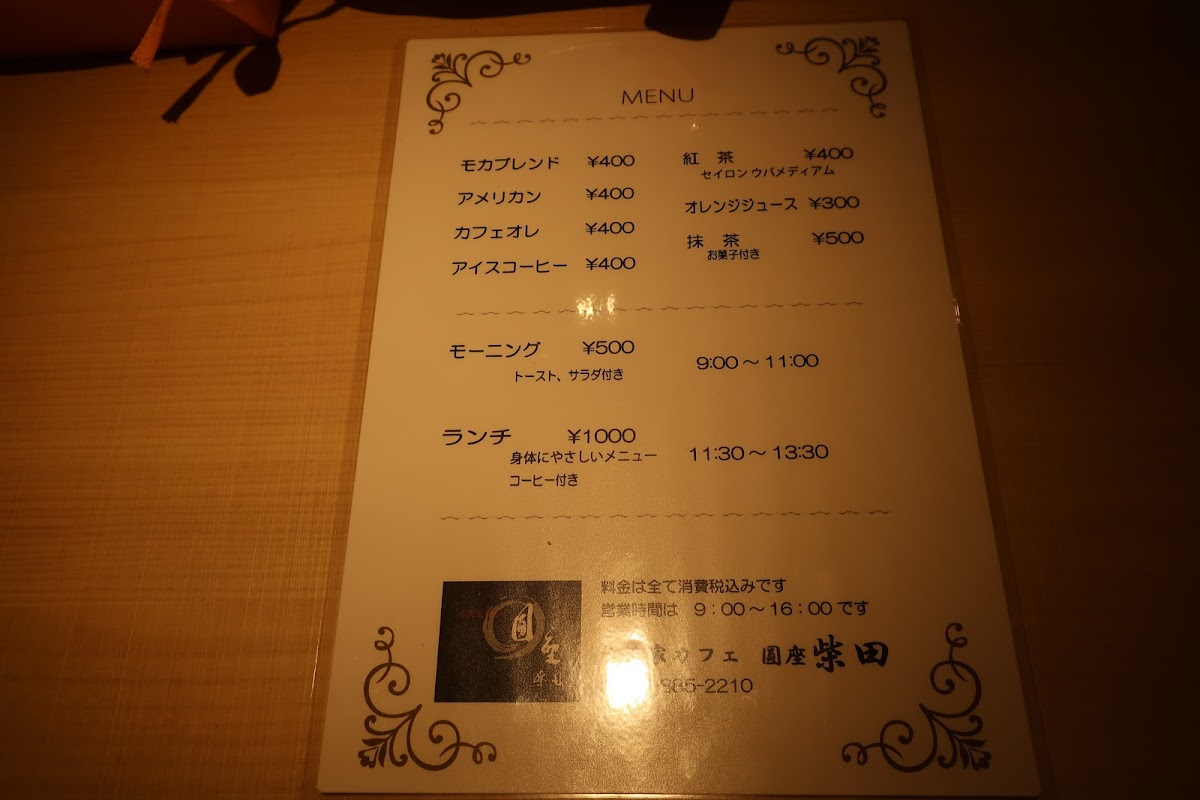 MENU
モカブレンド ¥400
アメリカン ¥400
カフェオレ ¥400
アイスコーヒー ¥400
紅 茶 ¥400
セイロン ウバメディアム
オレンジジュース ¥300
抹 茶 ¥500
お菓子付き
モーニング ¥500
トースト、サラダ付き
9:00～11:00
ランチ ¥1000
身体にやさしいメニュー
コーヒー付き
11:30～13:30
料金は全て消費税込みです
営業時間は 9：00～16：00 です
家カフェ 圓座 柴田
885-2210
圓座